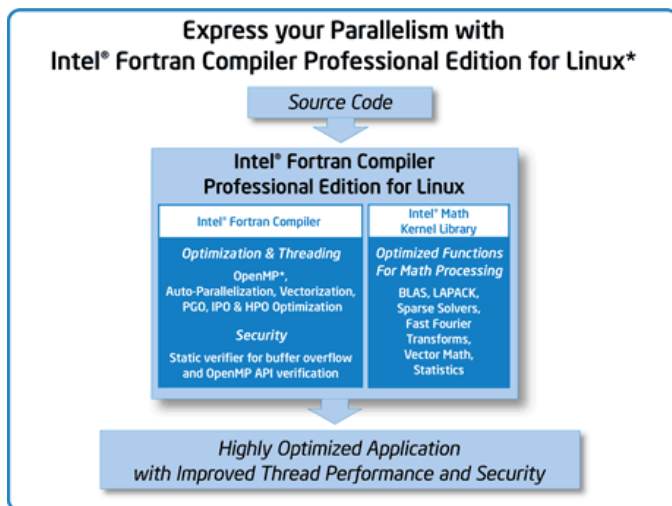 Express your Parallelism with
Intel® Fortran Compiler Professional Edition for Linux*
Source Code
Intel® Fortran Compiler
Professional Edition for Linux
Intel® Fortran Compiler
Optimization & Threading
OpenMP*,
Auto-Parallelization, Vectorization,
PGO, IPO & HPO Optimization
Security
Static verifier for buffer overflow
and OpenMP API verification
Intel® Math
Kernel Library
Optimized Functions
For Math Processing
BLAS, LAPACK,
Sparse Solvers,
Fast Fourier
Transforms,
Vector Math,
Statistics
Highly Optimized Application
with Improved Thread Performance and Security